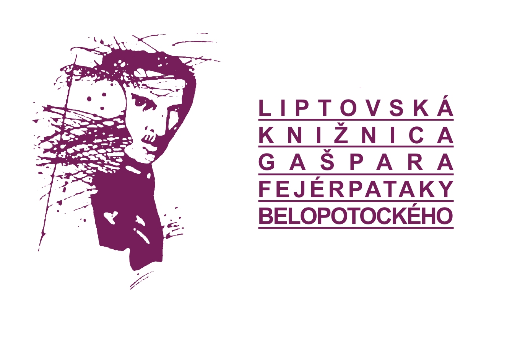 LIPTOVSKÁ
KNIŽNICA
GAŠPARA
FEJÉRPATAKY
BELOPOTOCKÉHO